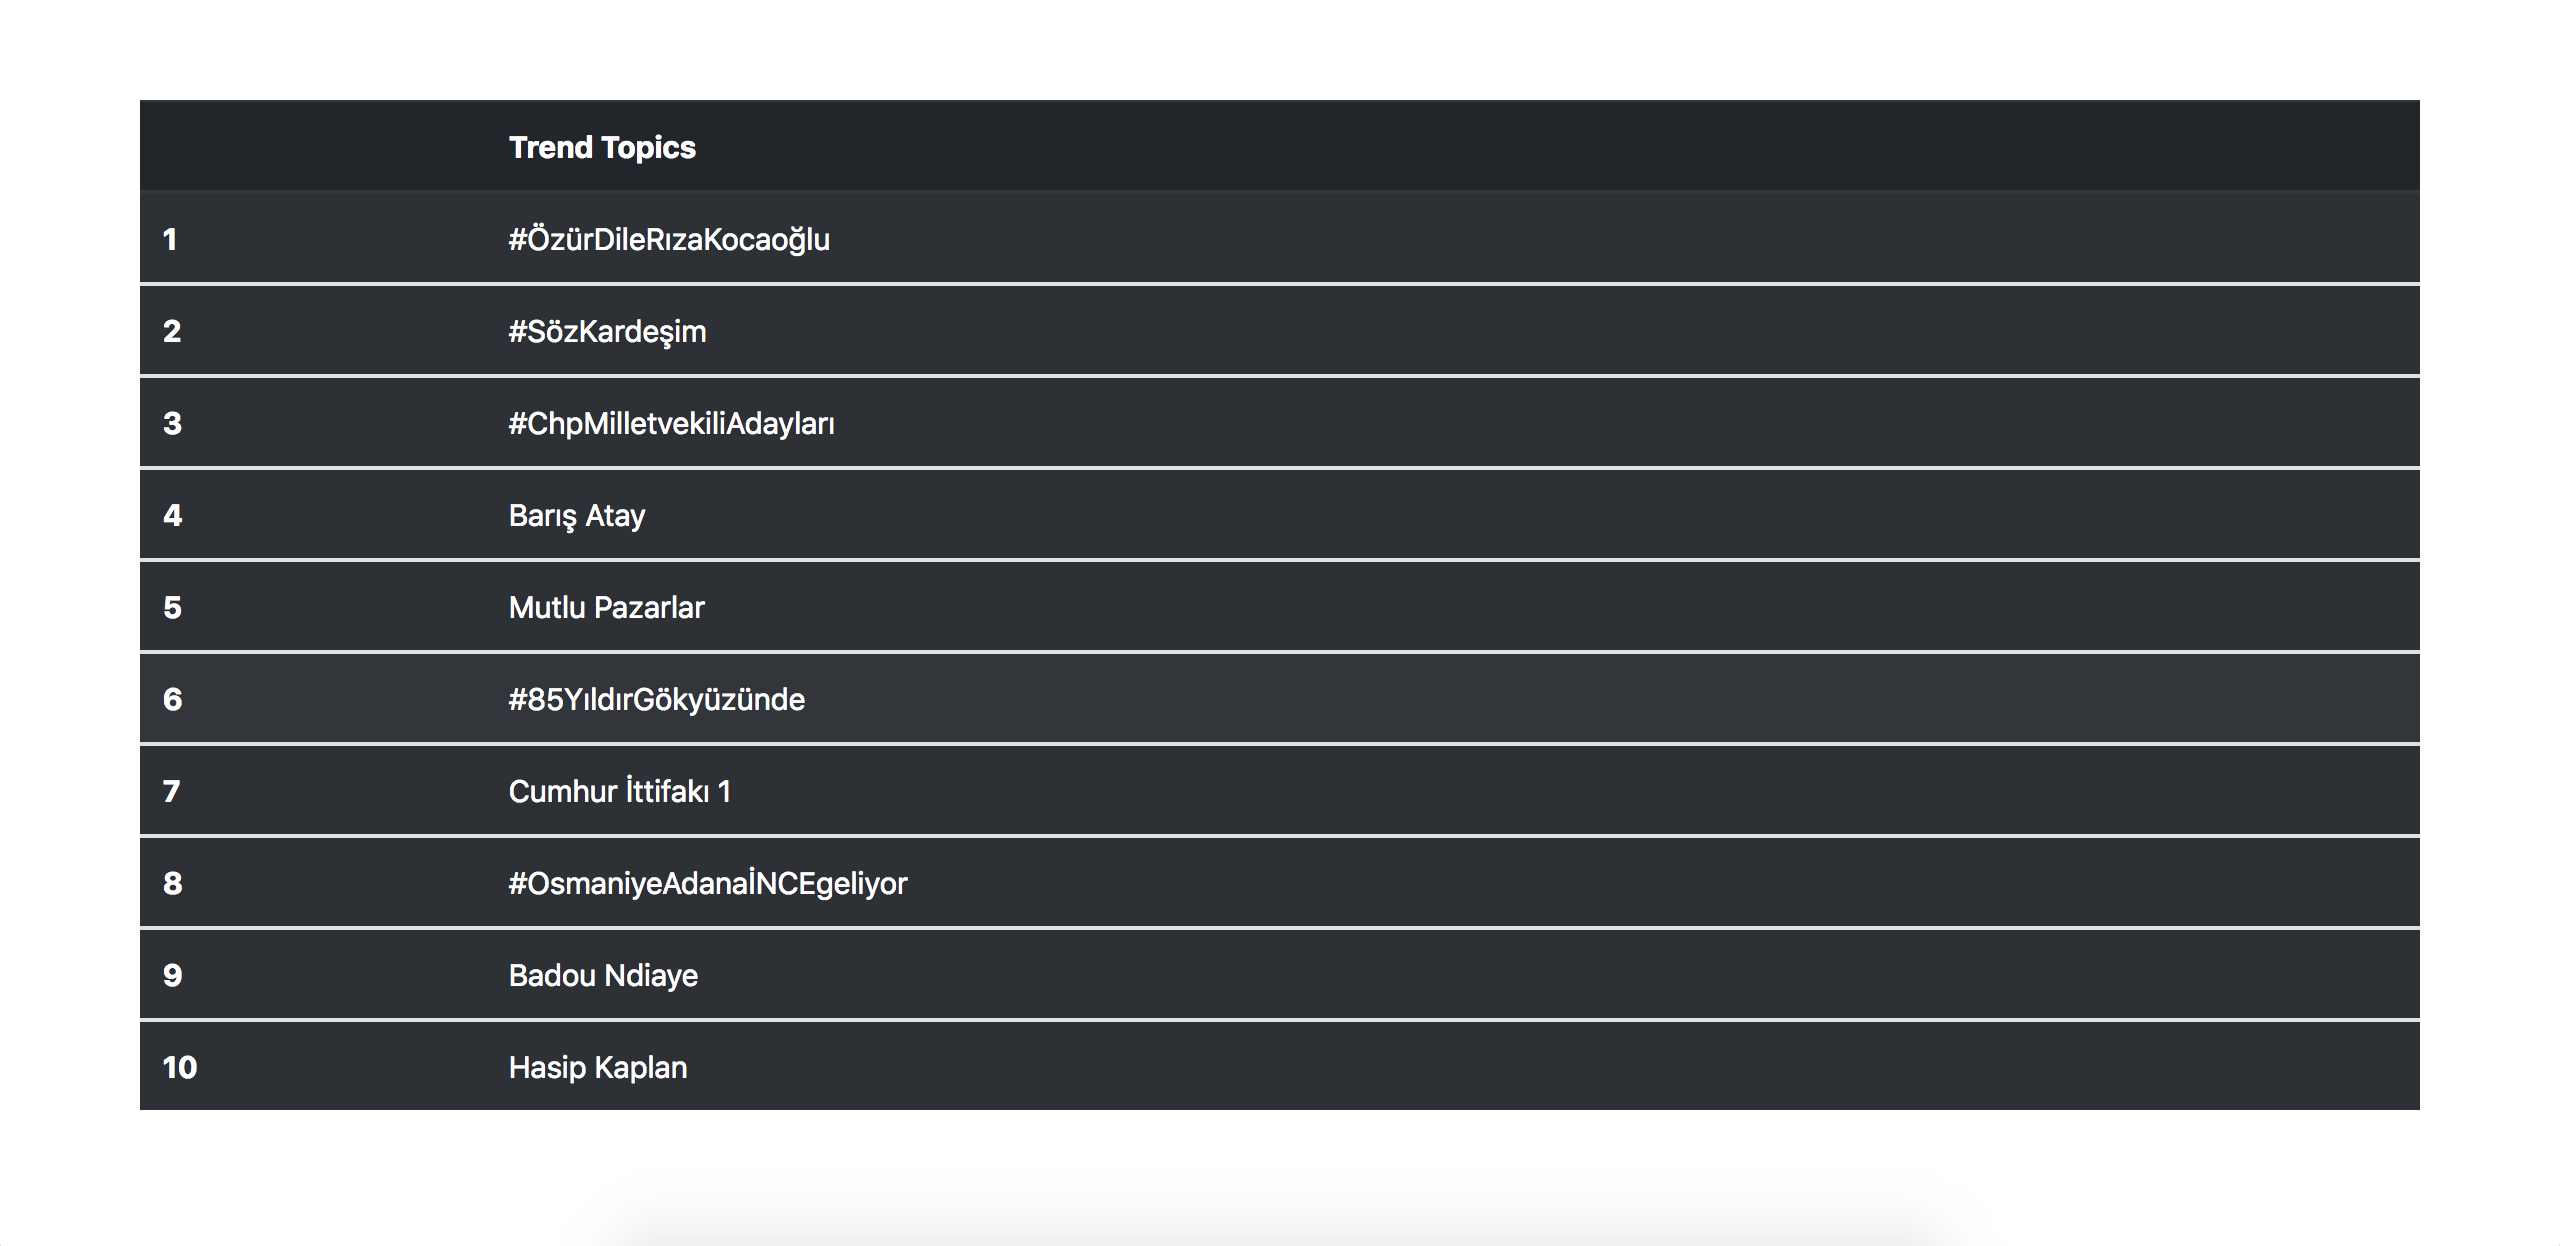 Trend Topics
1 #ÖzürDileRızaKocaoğlu
2 #SözKardeşim
3 #ChpMilletvekiliAdayları
4 Barış Atay
5 Mutlu Pazarlar
6 #85YıldırGökyüzünde
7 Cumhur İttifakı 1
8 #OsmaniyeAdanaİNCEgeliyor
9 Badou Ndiaye
10 Hasip Kaplan